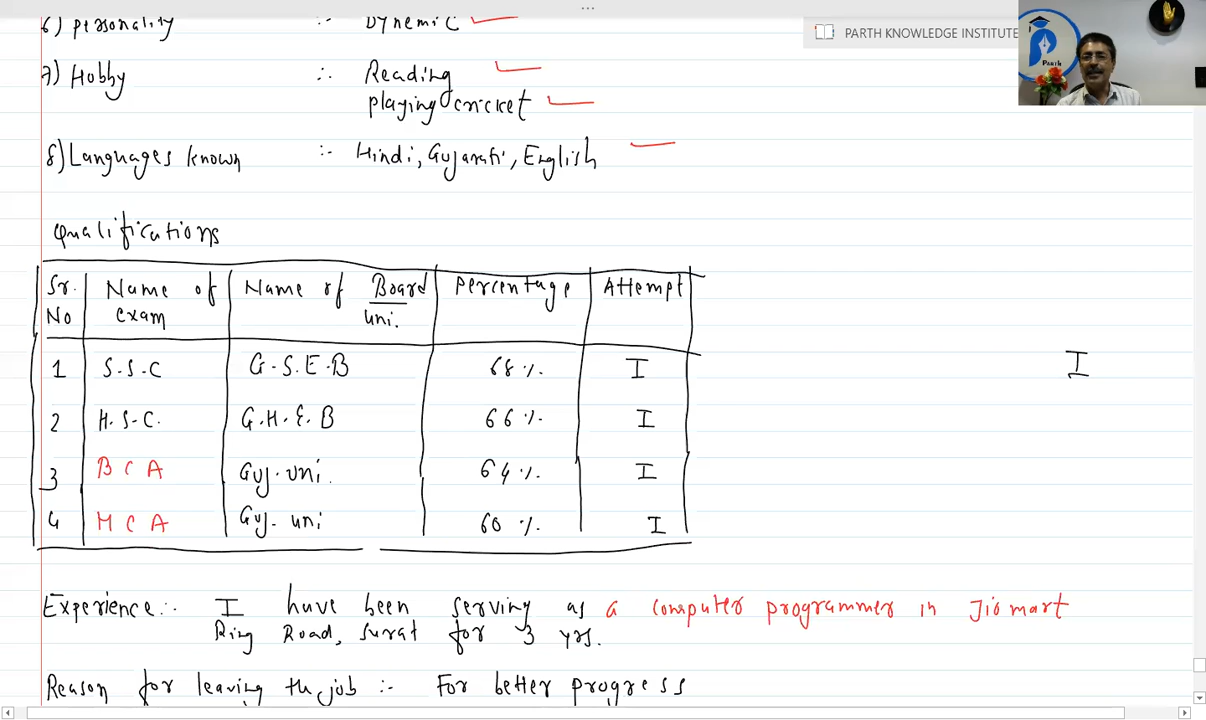 6) personality :- Dynemic
PARTH KNOWLEDGE INSTITUTE
Parth
7) Hobby :- Reading
playing cricket
8) Languages known :- Hindi, Gujarati, English
Qualifications
Sr. No Name of exam Name of Board uni. Percentage Attempt
1 S.S.C G.S.E.B 68 % I
I
2 H.S.C. G.H.E.B 66 % I
3 BCA Guj. uni. 64 % I
4 MCA Guj. uni 60 % I
Experience :- I have been serving as a computer programmer in Jiomart
Ring Road, Surat for 3 yrs.
Reason for leaving the job :- For better progress